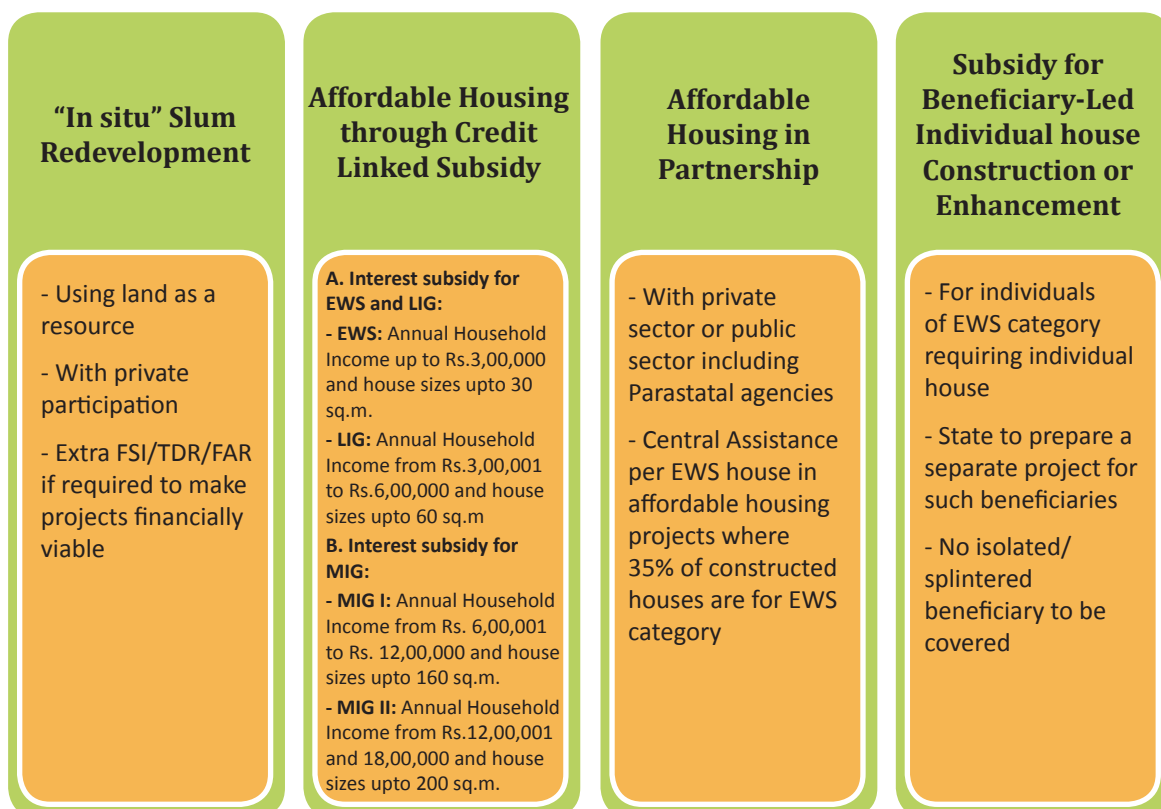 “In situ” Slum
Redevelopment
- Using land as a
resource
- With private
participation
- Extra FSI/TDR/FAR
if required to make
projects financially
viable
Affordable Housing
through Credit
Linked Subsidy
A. Interest subsidy for
EWS and LIG:
- EWS: Annual Household
Income up to Rs.3,00,000
and house sizes upto 30
sq.m.
- LIG: Annual Household
Income from Rs.3,00,001
to Rs.6,00,000 and house
sizes upto 60 sq.m
B. Interest subsidy for
MIG:
- MIG I: Annual Household
Income from Rs. 6,00,001
to Rs. 12,00,000 and house
sizes upto 160 sq.m.
- MIG II: Annual Household
Income from Rs.12,00,001
and 18,00,000 and house
sizes upto 200 sq.m.
Affordable
Housing in
Partnership
- With private
sector or public
sector including
Parastatal agencies
- Central Assistance
per EWS house in
affordable housing
projects where
35% of constructed
houses are for EWS
category
Subsidy for
Beneficiary-Led
Individual house
Construction or
Enhancement
- For individuals
of EWS category
requiring individual
house
- State to prepare a
separate project for
such beneficiaries
- No isolated/
splintered
beneficiary to be
covered